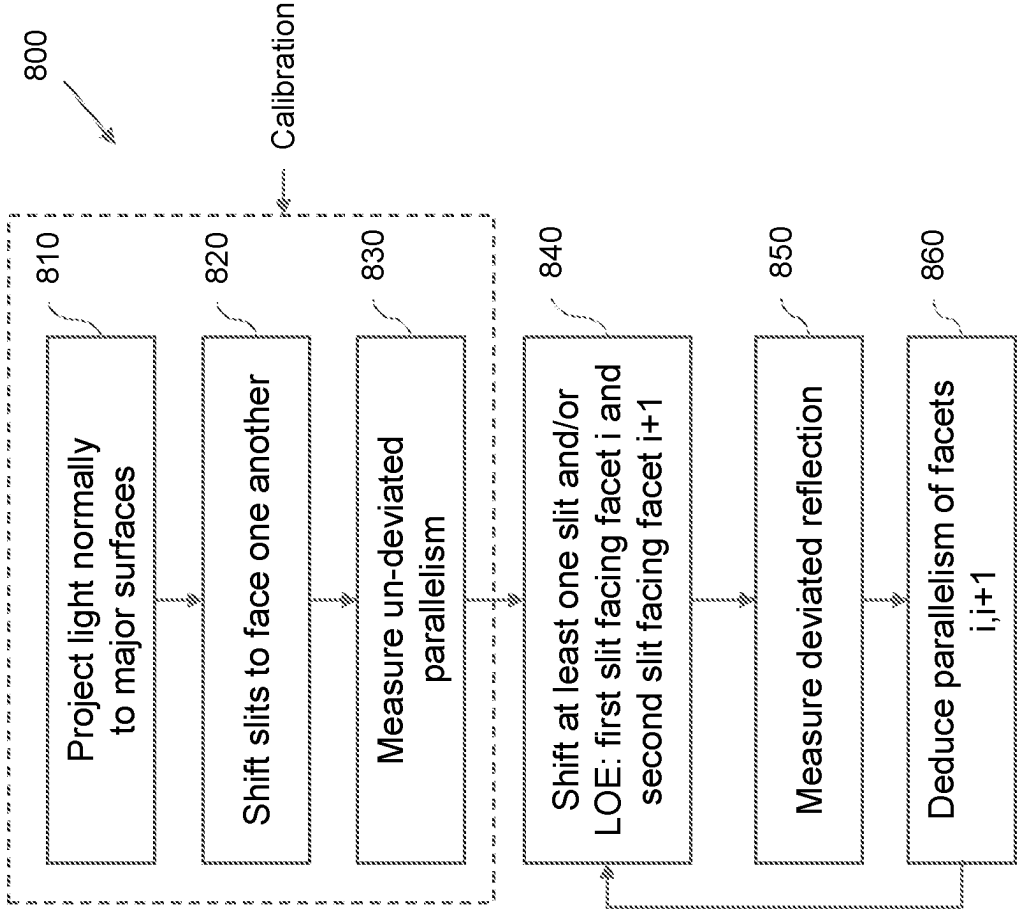 800
Calibration
810
Project light normally
to major surfaces
820
Shift slits to face one another
830
Measure un-deviated
parallelism
840
Shift at least one slit and/or
LOE: first slit facing facet i and
second slit facing facet i+1
850
Measure deviated reflection
860
Deduce parallelism of facets
i,i+1